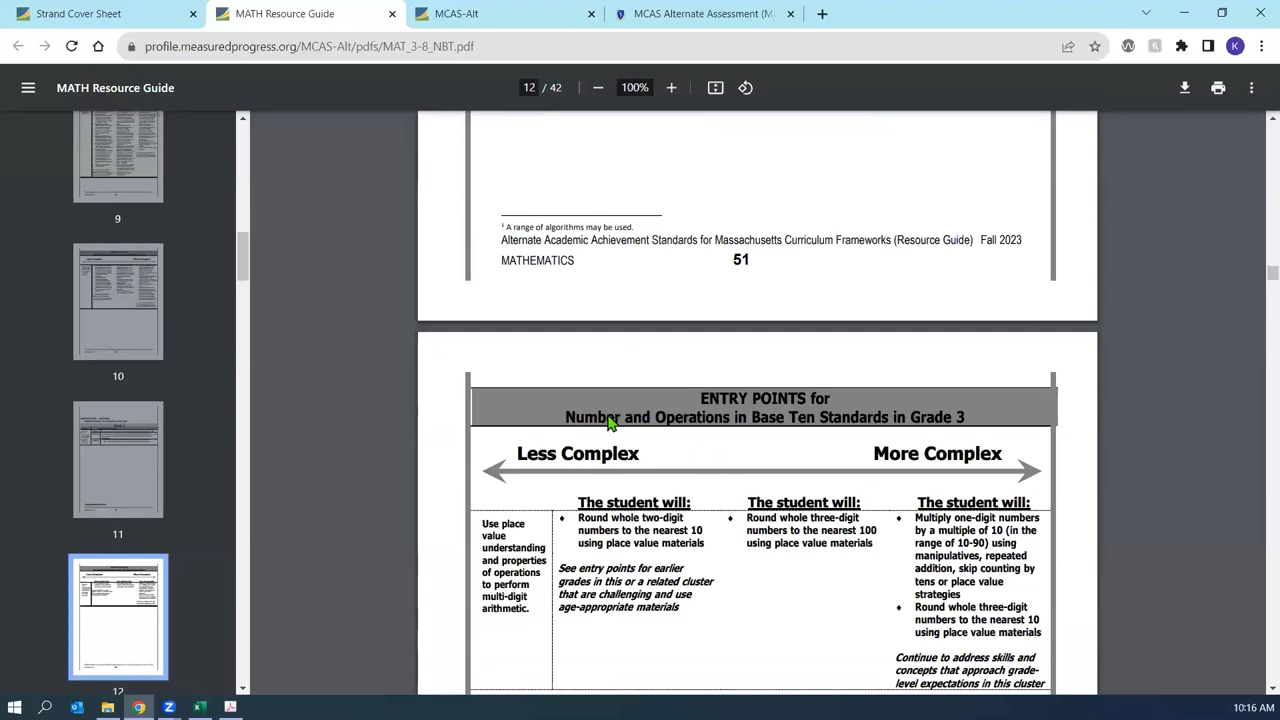 Strand Cover Sheet
MATH Resource Guide
MCAS-Alt
MCAS Alternate Assessment (M
profile.measuredprogress.org/MCAS-Alt/pdfs/MAT_3-8_NBT.pdf
K
MATH Resource Guide
12 / 42
100%
9
10
11
12
1 A range of algorithms may be used.
Alternate Academic Achievement Standards for Massachusetts Curriculum Frameworks (Resource Guide) Fall 2023
MATHEMATICS 51
ENTRY POINTS for
Number and Operations in Base Ten Standards in Grade 3
Less Complex More Complex
Use place
value
understanding
and properties
of operations
to perform
multi-digit
arithmetic.
The student will:
♦ Round whole two-digit
numbers to the nearest 10
using place value materials
See entry points for earlier
grades in this or a related cluster
that are challenging and use
age-appropriate materials
The student will:
♦ Round whole three-digit
numbers to the nearest 100
using place value materials
The student will:
♦ Multiply one-digit numbers
by a multiple of 10 (in the
range of 10-90) using
manipulatives, repeated
addition, skip counting by
tens or place value
strategies
♦ Round whole three-digit
numbers to the nearest 10
using place value materials
Continue to address skills and
concepts that approach grade-
level expectations in this cluster
10:16 AM